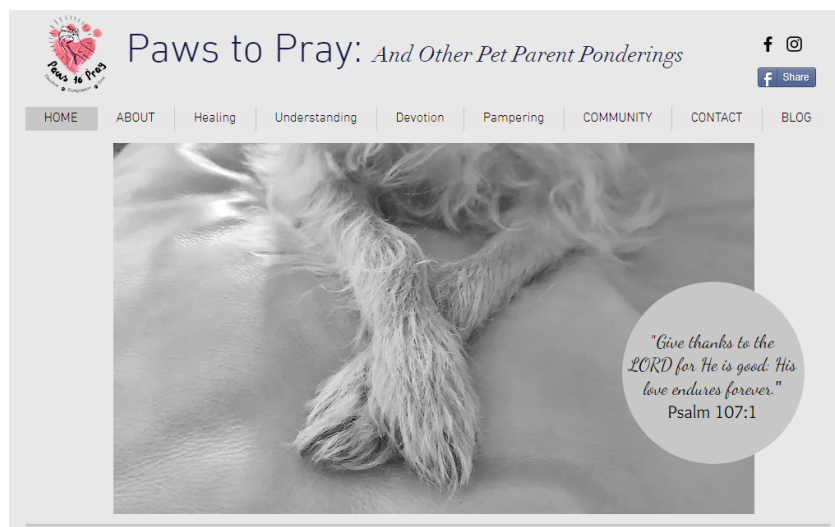 Paws to Pray
Paws to Pray: And Other Pet Parent Ponderings
f Share
HOME ABOUT Healing Understanding Devotion Pampering COMMUNITY CONTACT BLOG
"Give thanks to the
LORD for He is good: His
love endures forever."
Psalm 107:1